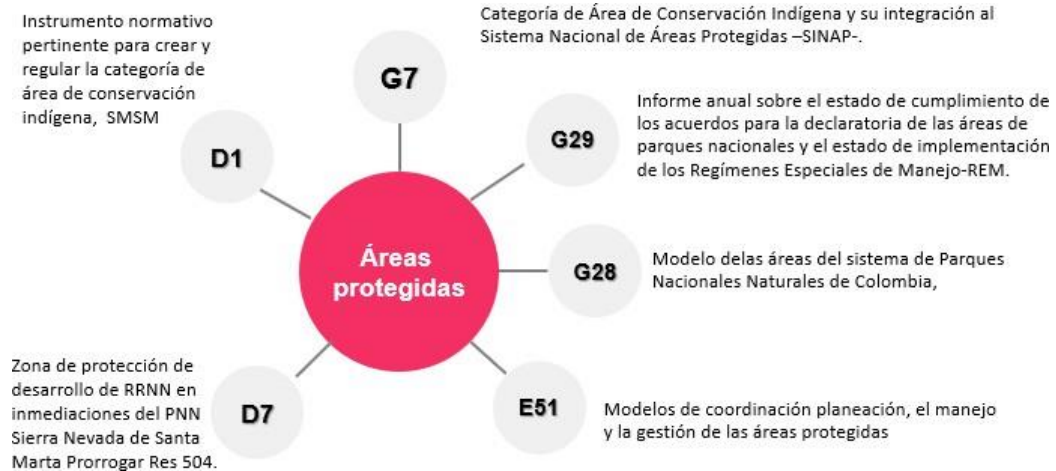 Instrumento normativo
pertinente para crear y
regular la categoría de
área de conservación
indígena, SMSM
D1
G7
Categoría de Área de Conservación Indígena y su integración al
Sistema Nacional de Áreas Protegidas –SINAP-.
G29
Informe anual sobre el estado de cumplimiento de
los acuerdos para la declaratoria de las áreas de
parques nacionales y el estado de implementación
de los Regímenes Especiales de Manejo-REM.
Áreas
protegidas
G28
Modelo delas áreas del sistema de Parques
Nacionales Naturales de Colombia,
Zona de protección de
desarrollo de RRNN en
inmediaciones del PNN
Sierra Nevada de Santa
Marta Prorrogar Res 504.
D7
E51
Modelos de coordinación planeación, el manejo
y la gestión de las áreas protegidas